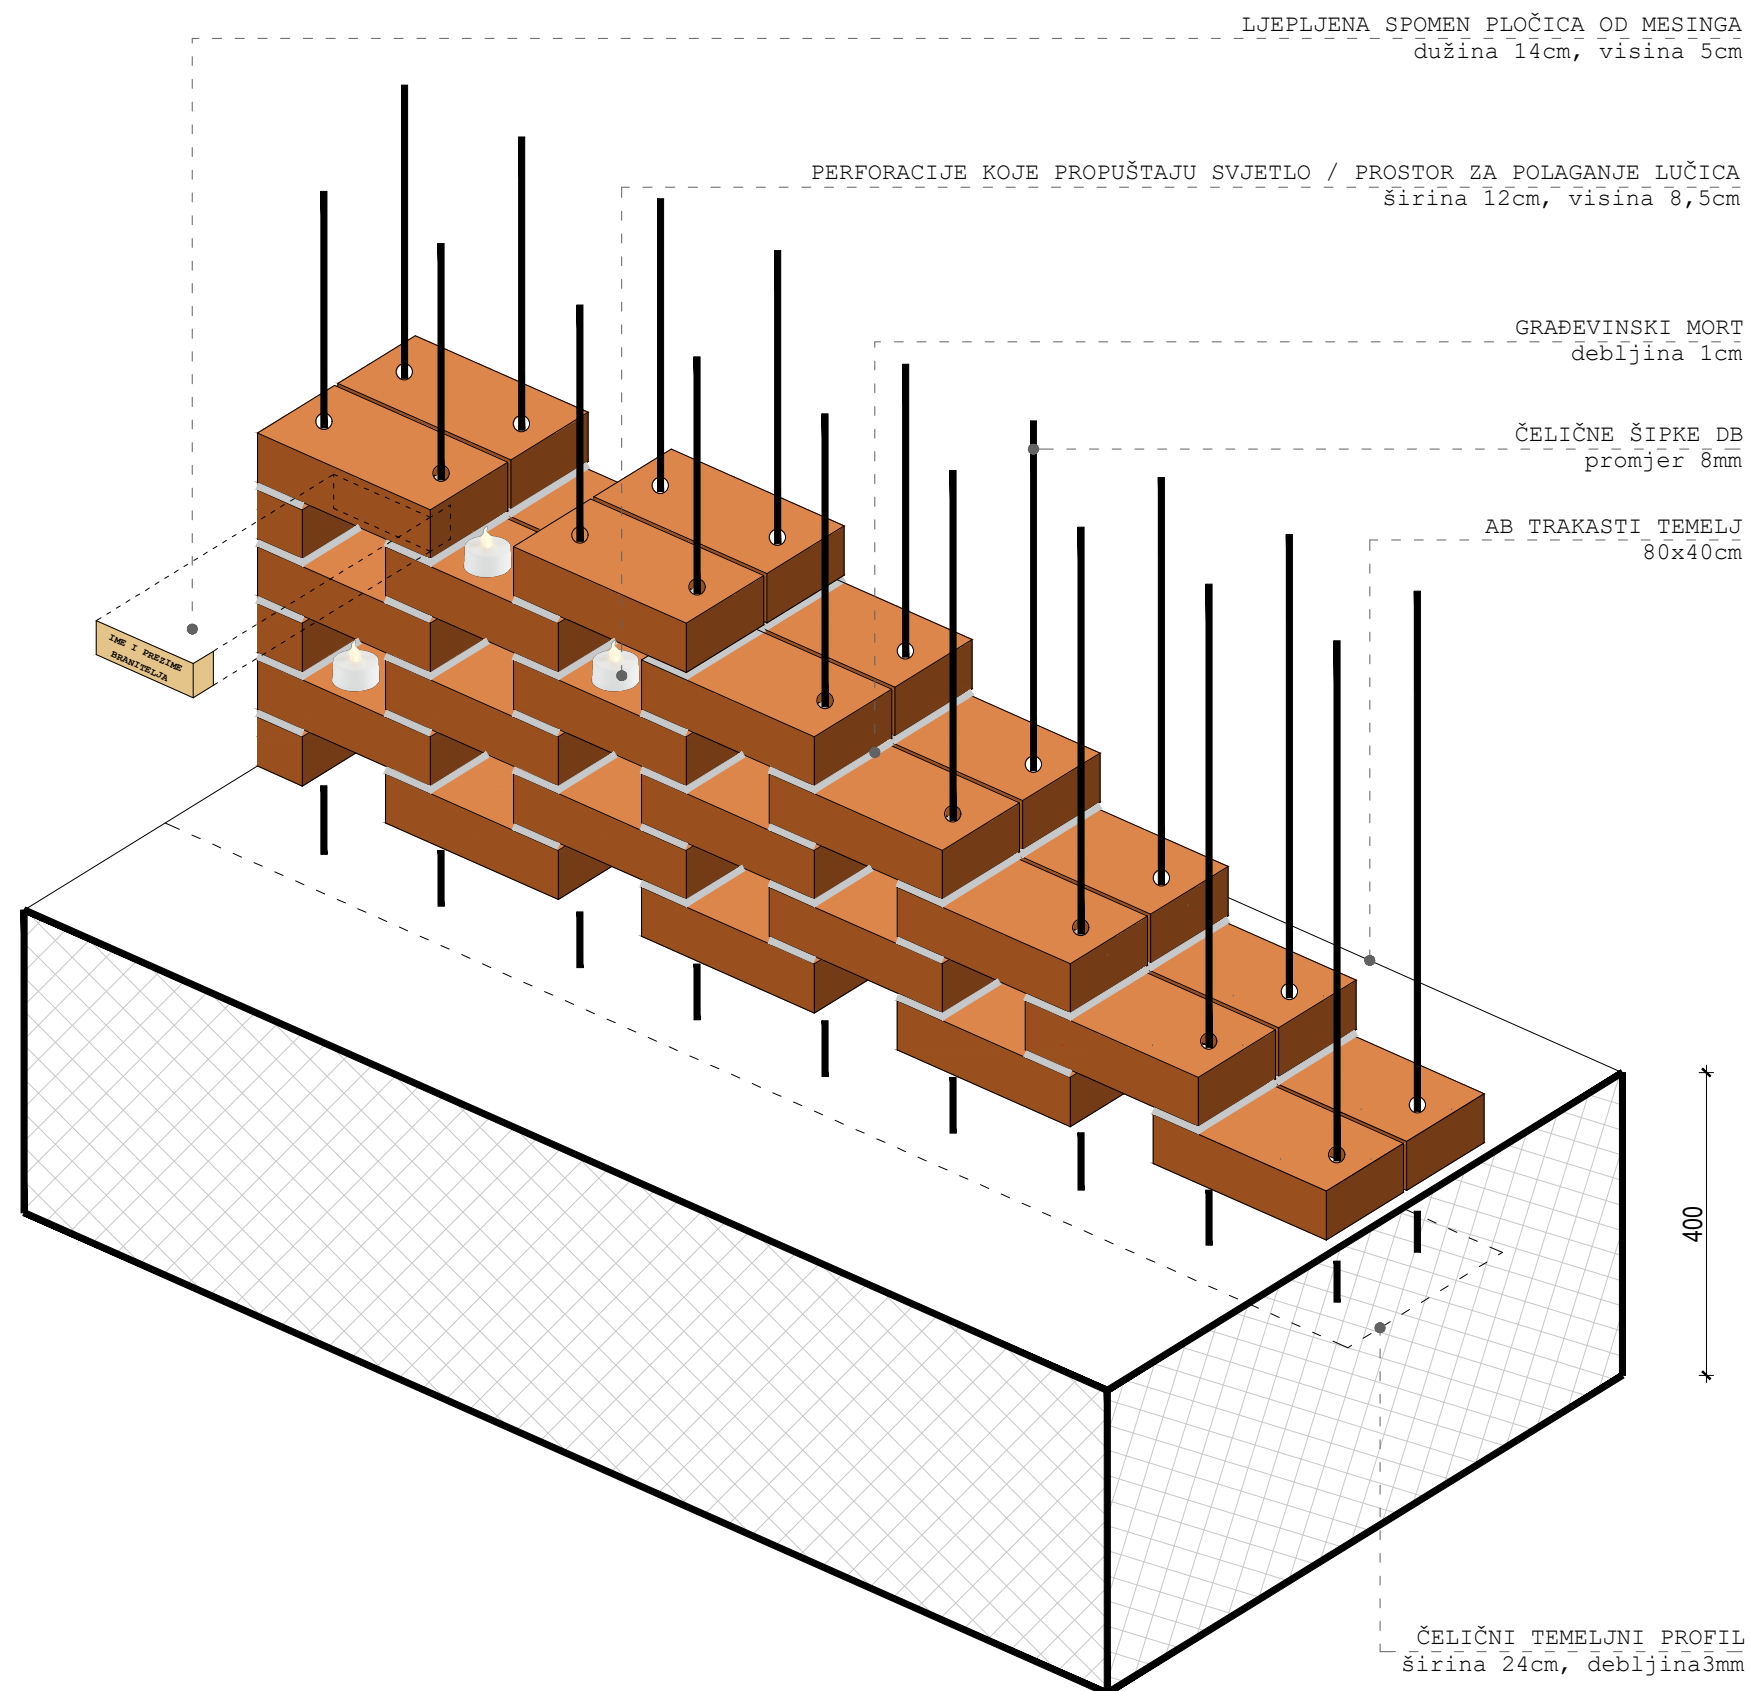 LJEPLJENA SPOMEN PLOČICA OD MESINGA
dužina 14cm, visina 5cm
PERFORACIJE KOJE PROPUŠTAJU SVJETLO / PROSTOR ZA POLAGANJE LUČICA
širina 12cm, visina 8,5cm
GRAĐEVINSKI MORT
debljina 1cm
ČELIČNE ŠIPKE DB
promjer 8mm
AB TRAKASTI TEMELJ
80x40cm
IME I PREZIME
BRANITELJA
400
ČELIČNI TEMELJNI PROFIL
širina 24cm, debljina3mm